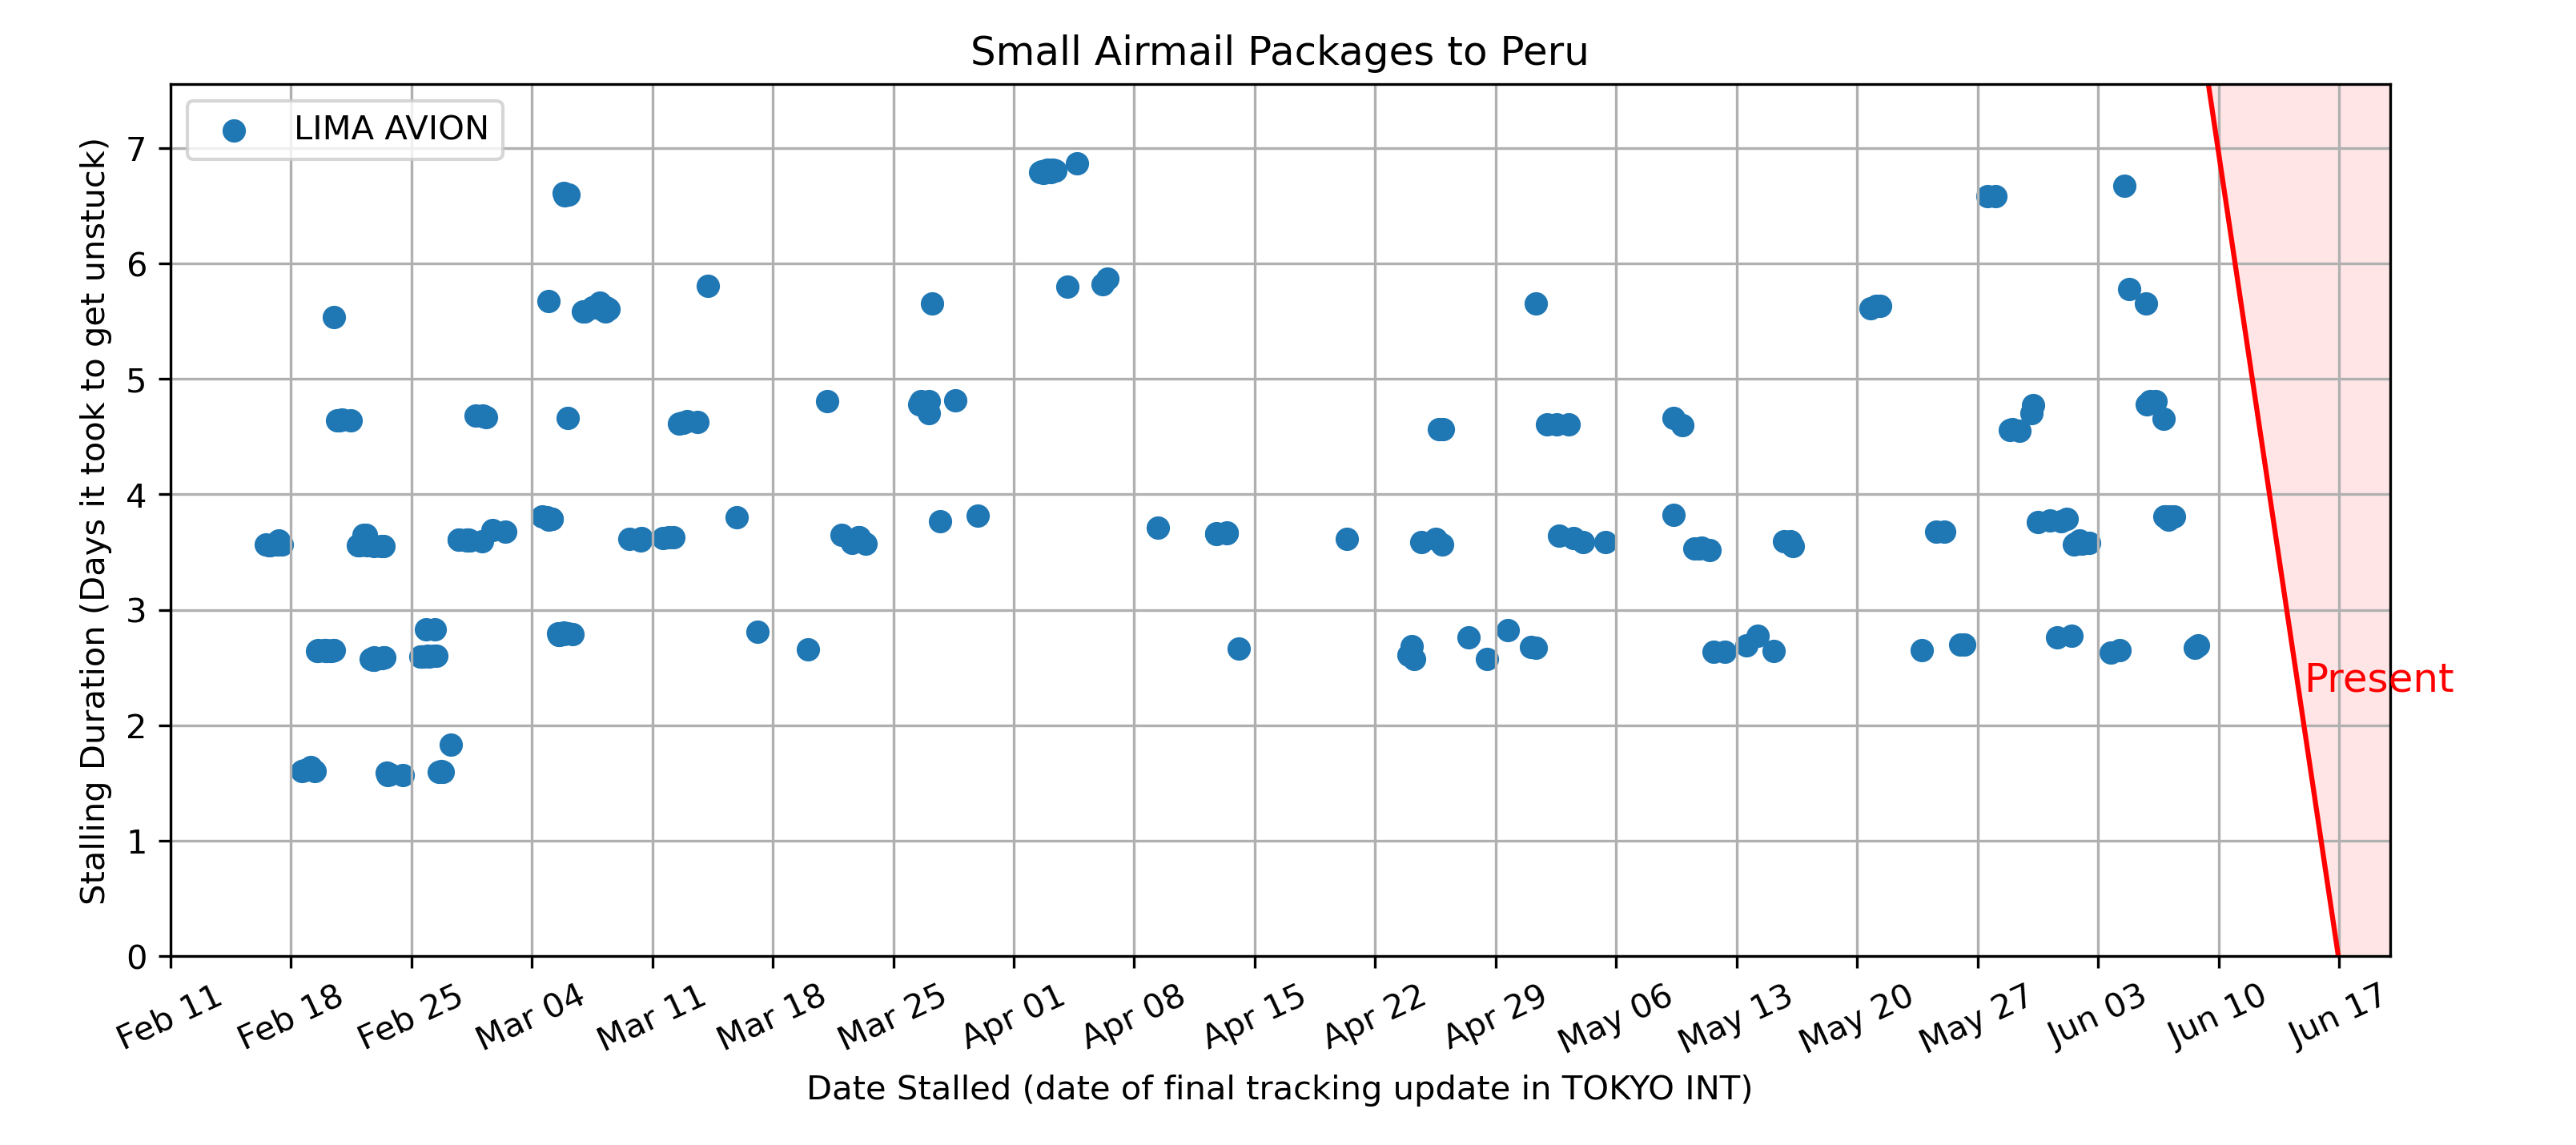 Small Airmail Packages to Peru
LIMA AVION
Stalling Duration (Days it took to get unstuck)
7
6
5
4
3
2
1
0
Present
Feb 11
Feb 18
Feb 25
Mar 04
Mar 11
Mar 18
Mar 25
Apr 01
Apr 08
Apr 15
Apr 22
Apr 29
May 06
May 13
May 20
May 27
Jun 03
Jun 10
Jun 17
Date Stalled (date of final tracking update in TOKYO INT)